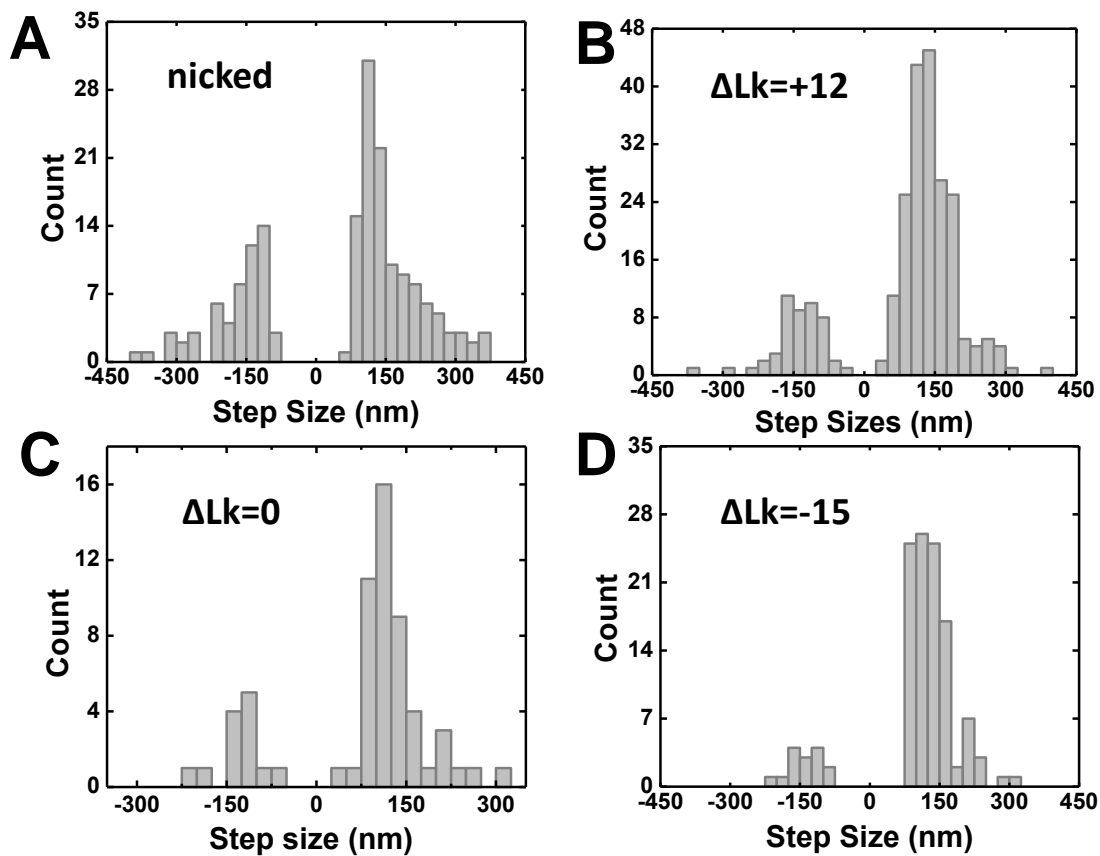 A
nicked
35
28
21
14
7
0
Count
-450 -300 -150 0 150 300 450
Step Size (nm)
B
ΔLk=+12
48
40
32
24
16
8
0
Count
-450 -300 -150 0 150 300 450
Step Sizes (nm)
C
ΔLk=0
16
12
8
4
0
Count
-300 -150 0 150 300
Step size (nm)
D
ΔLk=-15
35
28
21
14
7
0
Count
-450 -300 -150 0 150 300 450
Step Size (nm)